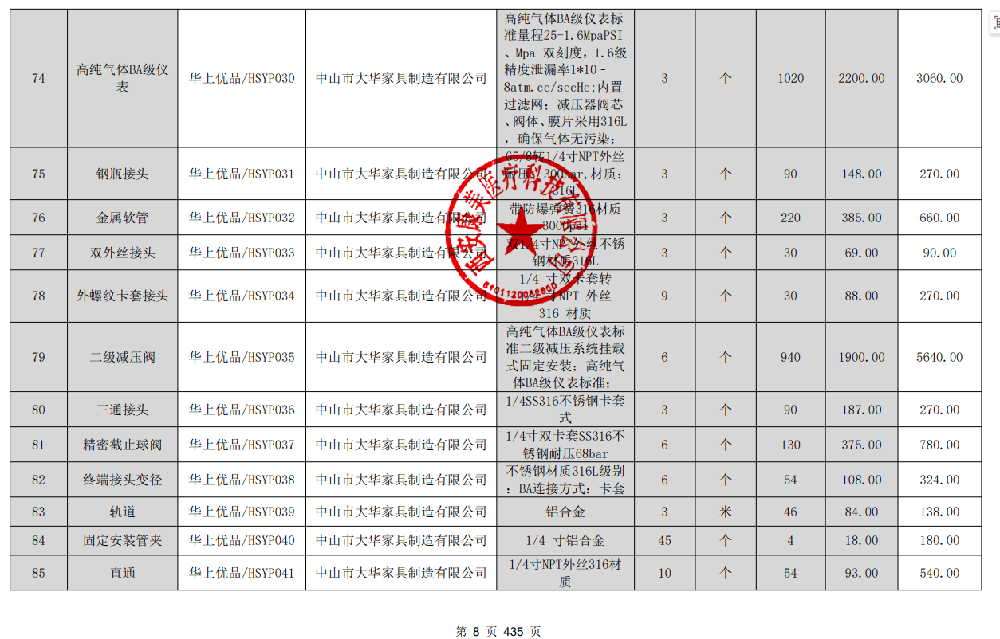 74 高纯气体BA级仪表 华上优品/HSYP030 中山市大华家具制造有限公司 高纯气体BA级仪表标准量程25-1.6MpaPSI、Mpa 双刻度，1.6级精度泄漏率1*10－8atm.cc/secHe;内置过滤网；减压器阀芯、阀体、膜片采用316L，确保气体无污染； 3 个 1020 2200.00 3060.00
75 钢瓶接头 华上优品/HSYP031 中山市大华家具制造有限公司 G5/8转1/4寸NPT外丝耐压：300bar,材质：316L 3 个 90 148.00 270.00
76 金属软管 华上优品/HSYP032 中山市大华家具制造有限公司 带防爆弹簧316材质3000psi 3 个 220 385.00 660.00
77 双外丝接头 华上优品/HSYP033 中山市大华家具制造有限公司 双1/4寸NPT外丝不锈钢材质316L 3 个 30 69.00 90.00
78 外螺纹卡套接头 华上优品/HSYP034 中山市大华家具制造有限公司 1/4 寸双卡套转1/4 寸NPT 外丝316 材质 9 个 30 88.00 270.00
79 二级减压阀 华上优品/HSYP035 中山市大华家具制造有限公司 高纯气体BA级仪表标准二级减压系统挂载式固定安装；高纯气体BA级仪表标准； 6 个 940 1900.00 5640.00
80 三通接头 华上优品/HSYP036 中山市大华家具制造有限公司 1/4SS316不锈钢卡套式 3 个 90 187.00 270.00
81 精密截止球阀 华上优品/HSYP037 中山市大华家具制造有限公司 1/4寸双卡套SS316不锈钢耐压68bar 6 个 130 375.00 780.00
82 终端接头变径 华上优品/HSYP038 中山市大华家具制造有限公司 不锈钢材质316L级别：BA连接方式：卡套 6 个 54 108.00 324.00
83 轨道 华上优品/HSYP039 中山市大华家具制造有限公司 铝合金 3 米 46 84.00 138.00
84 固定安装管夹 华上优品/HSYP040 中山市大华家具制造有限公司 1/4 寸铝合金 45 个 4 18.00 180.00
85 直通 华上优品/HSYP041 中山市大华家具制造有限公司 1/4寸NPT外丝316材质 10 个 54 93.00 540.00
西安康美医疗科技有限公司
第 8 页 435 页